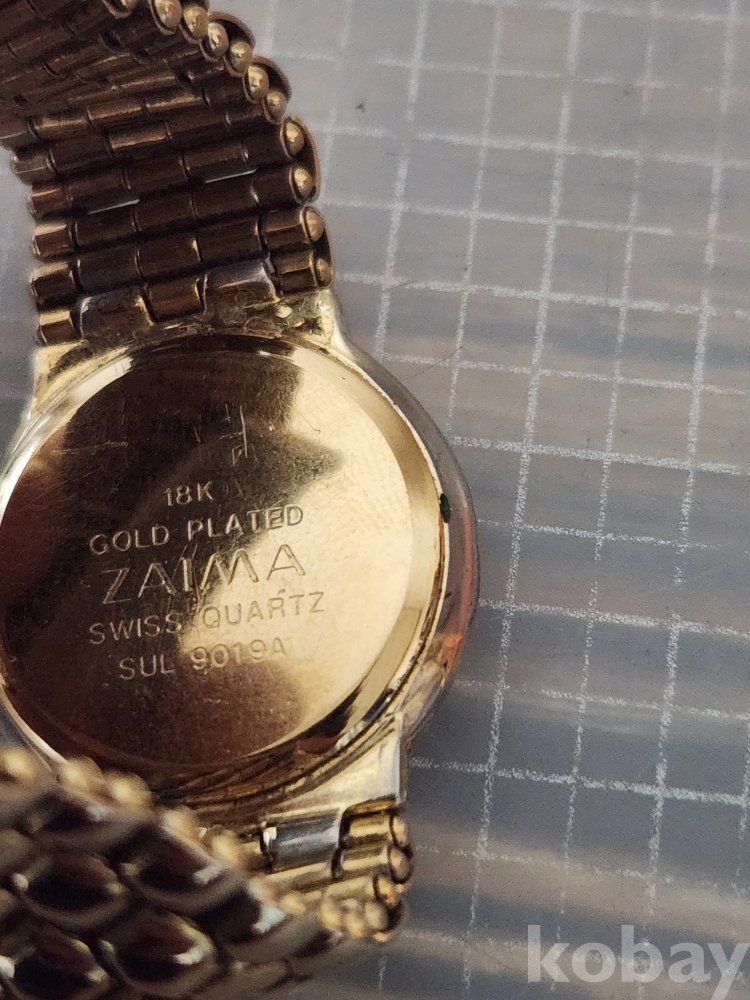 18K
GOLD PLATED
ZAIMA
SWISS QUARTZ
SUL 9019A
kobay